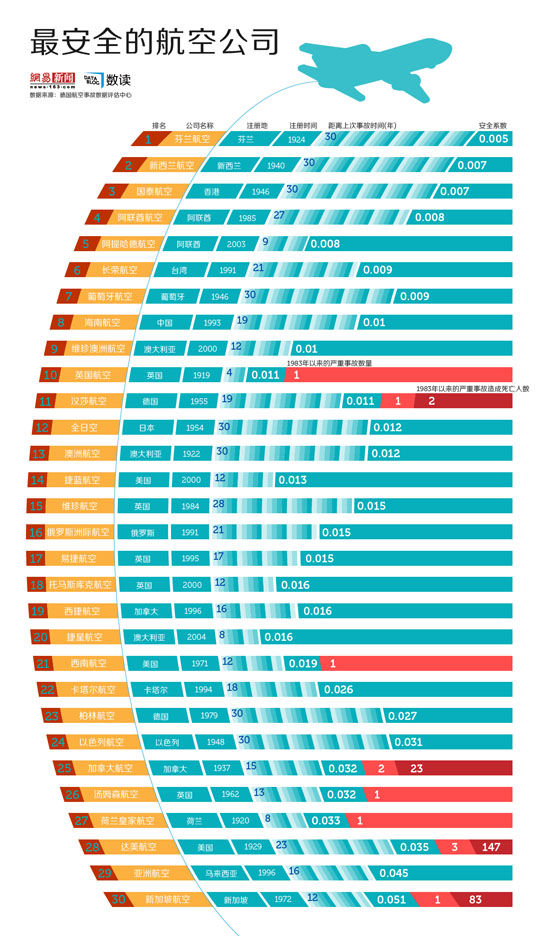 最安全的航空公司
網易 新闻
news.163.com
DATA BLOG 数读
数据来源：德国航空事故数据评估中心
排名 公司名称 注册地 注册时间 距离上次事故时间(年) 安全系数
1 芬兰航空 芬兰 1924 30 0.005
2 新西兰航空 新西兰 1940 30 0.007
3 国泰航空 香港 1946 30 0.007
4 阿联酋航空 阿联酋 1985 27 0.008
5 阿提哈德航空 阿联酋 2003 9 0.008
6 长荣航空 台湾 1991 21 0.009
7 葡萄牙航空 葡萄牙 1946 30 0.009
8 海南航空 中国 1993 19 0.01
9 维珍澳洲航空 澳大利亚 2000 12 0.01
1983年以来的严重事故数量
10 英国航空 英国 1919 4 0.011 1
1983年以来的严重事故造成死亡人数
11 汉莎航空 德国 1955 19 0.011 1 2
12 全日空 日本 1954 30 0.012
13 澳洲航空 澳大利亚 1922 30 0.012
14 捷蓝航空 美国 2000 12 0.013
15 维珍航空 英国 1984 28 0.015
16 俄罗斯洲际航空 俄罗斯 1991 21 0.015
17 易捷航空 英国 1995 17 0.015
18 托马斯库克航空 英国 2000 12 0.016
19 西捷航空 加拿大 1996 16 0.016
20 捷星航空 澳大利亚 2004 8 0.016
21 西南航空 美国 1971 12 0.019 1
22 卡塔尔航空 卡塔尔 1994 18 0.026
23 柏林航空 德国 1979 30 0.027
24 以色列航空 以色列 1948 30 0.031
25 加拿大航空 加拿大 1937 15 0.032 2 23
26 汤姆森航空 英国 1962 13 0.032 1
27 荷兰皇家航空 荷兰 1920 8 0.033 1
28 达美航空 美国 1929 23 0.035 3 147
29 亚洲航空 马来西亚 1996 16 0.045
30 新加坡航空 新加坡 1972 12 0.051 1 83